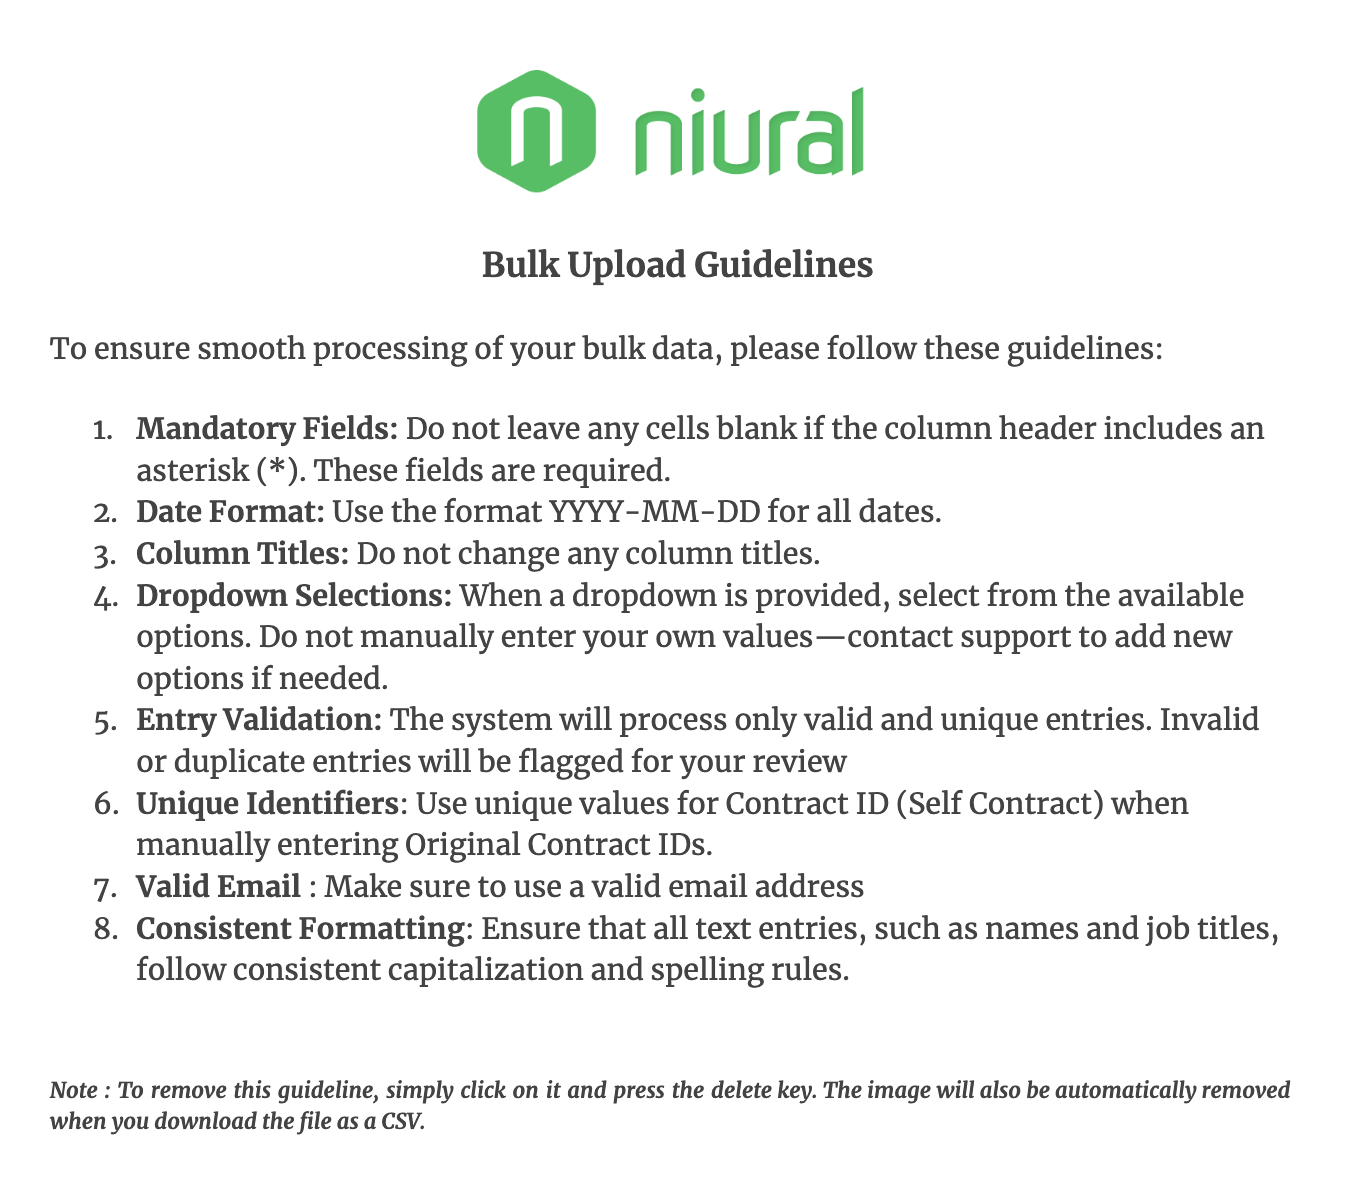 niural
Bulk Upload Guidelines
To ensure smooth processing of your bulk data, please follow these guidelines:
1. Mandatory Fields: Do not leave any cells blank if the column header includes an
asterisk (*). These fields are required.
2. Date Format: Use the format YYYY-MM-DD for all dates.
3. Column Titles: Do not change any column titles.
4. Dropdown Selections: When a dropdown is provided, select from the available
options. Do not manually enter your own values—contact support to add new
options if needed.
5. Entry Validation: The system will process only valid and unique entries. Invalid
or duplicate entries will be flagged for your review
6. Unique Identifiers: Use unique values for Contract ID (Self Contract) when
manually entering Original Contract IDs.
7. Valid Email : Make sure to use a valid email address
8. Consistent Formatting: Ensure that all text entries, such as names and job titles,
follow consistent capitalization and spelling rules.
Note : To remove this guideline, simply click on it and press the delete key. The image will also be automatically removed
when you download the file as a CSV.